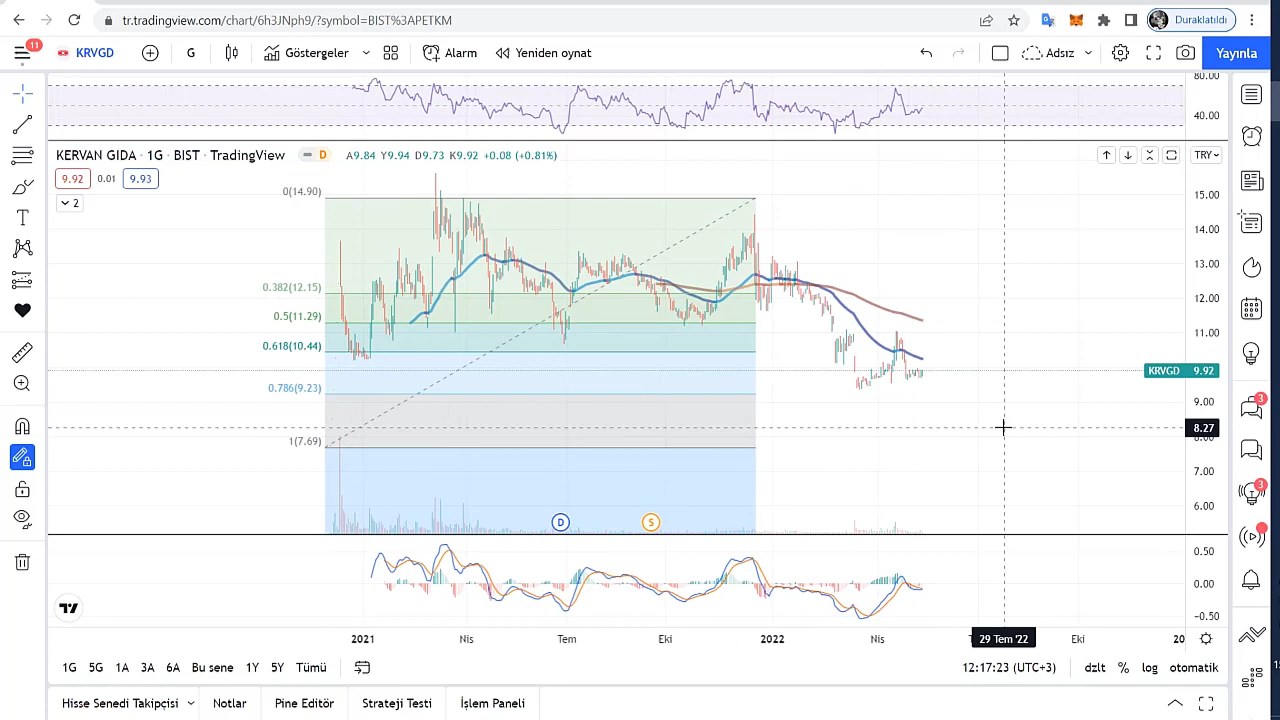 tr.tradingview.com/chart/6h3JNph9/?symbol=BIST%3APETKM
Duraklatıldı
11
KRVGD
G
Göstergeler
Alarm
Yeniden oynat
Adsız
Yayınla
80.00
40.00
KERVAN GIDA · 1G · BIST · TradingView
D
A9.84 Y9.94 D9.73 K9.92 +0.08 (+0.81%)
TRY
9.92 0.01 9.93
2
0(14.90)
0.382(12.15)
0.5(11.29)
0.618(10.44)
0.786(9.23)
1(7.69)
15.00
14.00
13.00
12.00
11.00
KRVGD 9.92
9.00
8.27
8.00
7.00
6.00
D
S
3
3
0.50
0.00
-0.50
2021
Nis
Tem
Eki
2022
Nis
29 Tem '22
Eki
20
1G 5G 1A 3A 6A Bu sene 1Y 5Y Tümü
12:17:23 (UTC+3)
dzlt % log otomatik
Hisse Senedi Takipçisi
Notlar
Pine Editör
Strateji Testi
İşlem Paneli